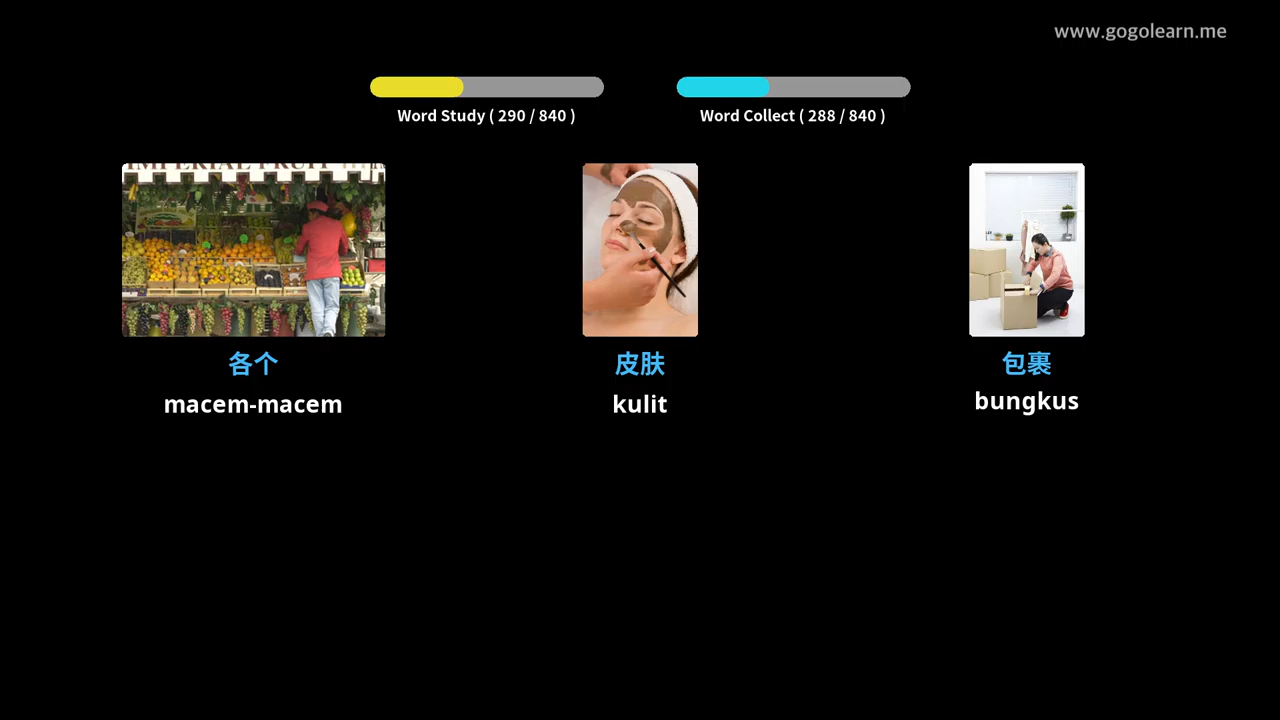 www.gogolearn.me
Word Study ( 290 / 840 )
Word Collect ( 288 / 840 )
各个
皮肤
包裹
macem-macem
kulit
bungkus